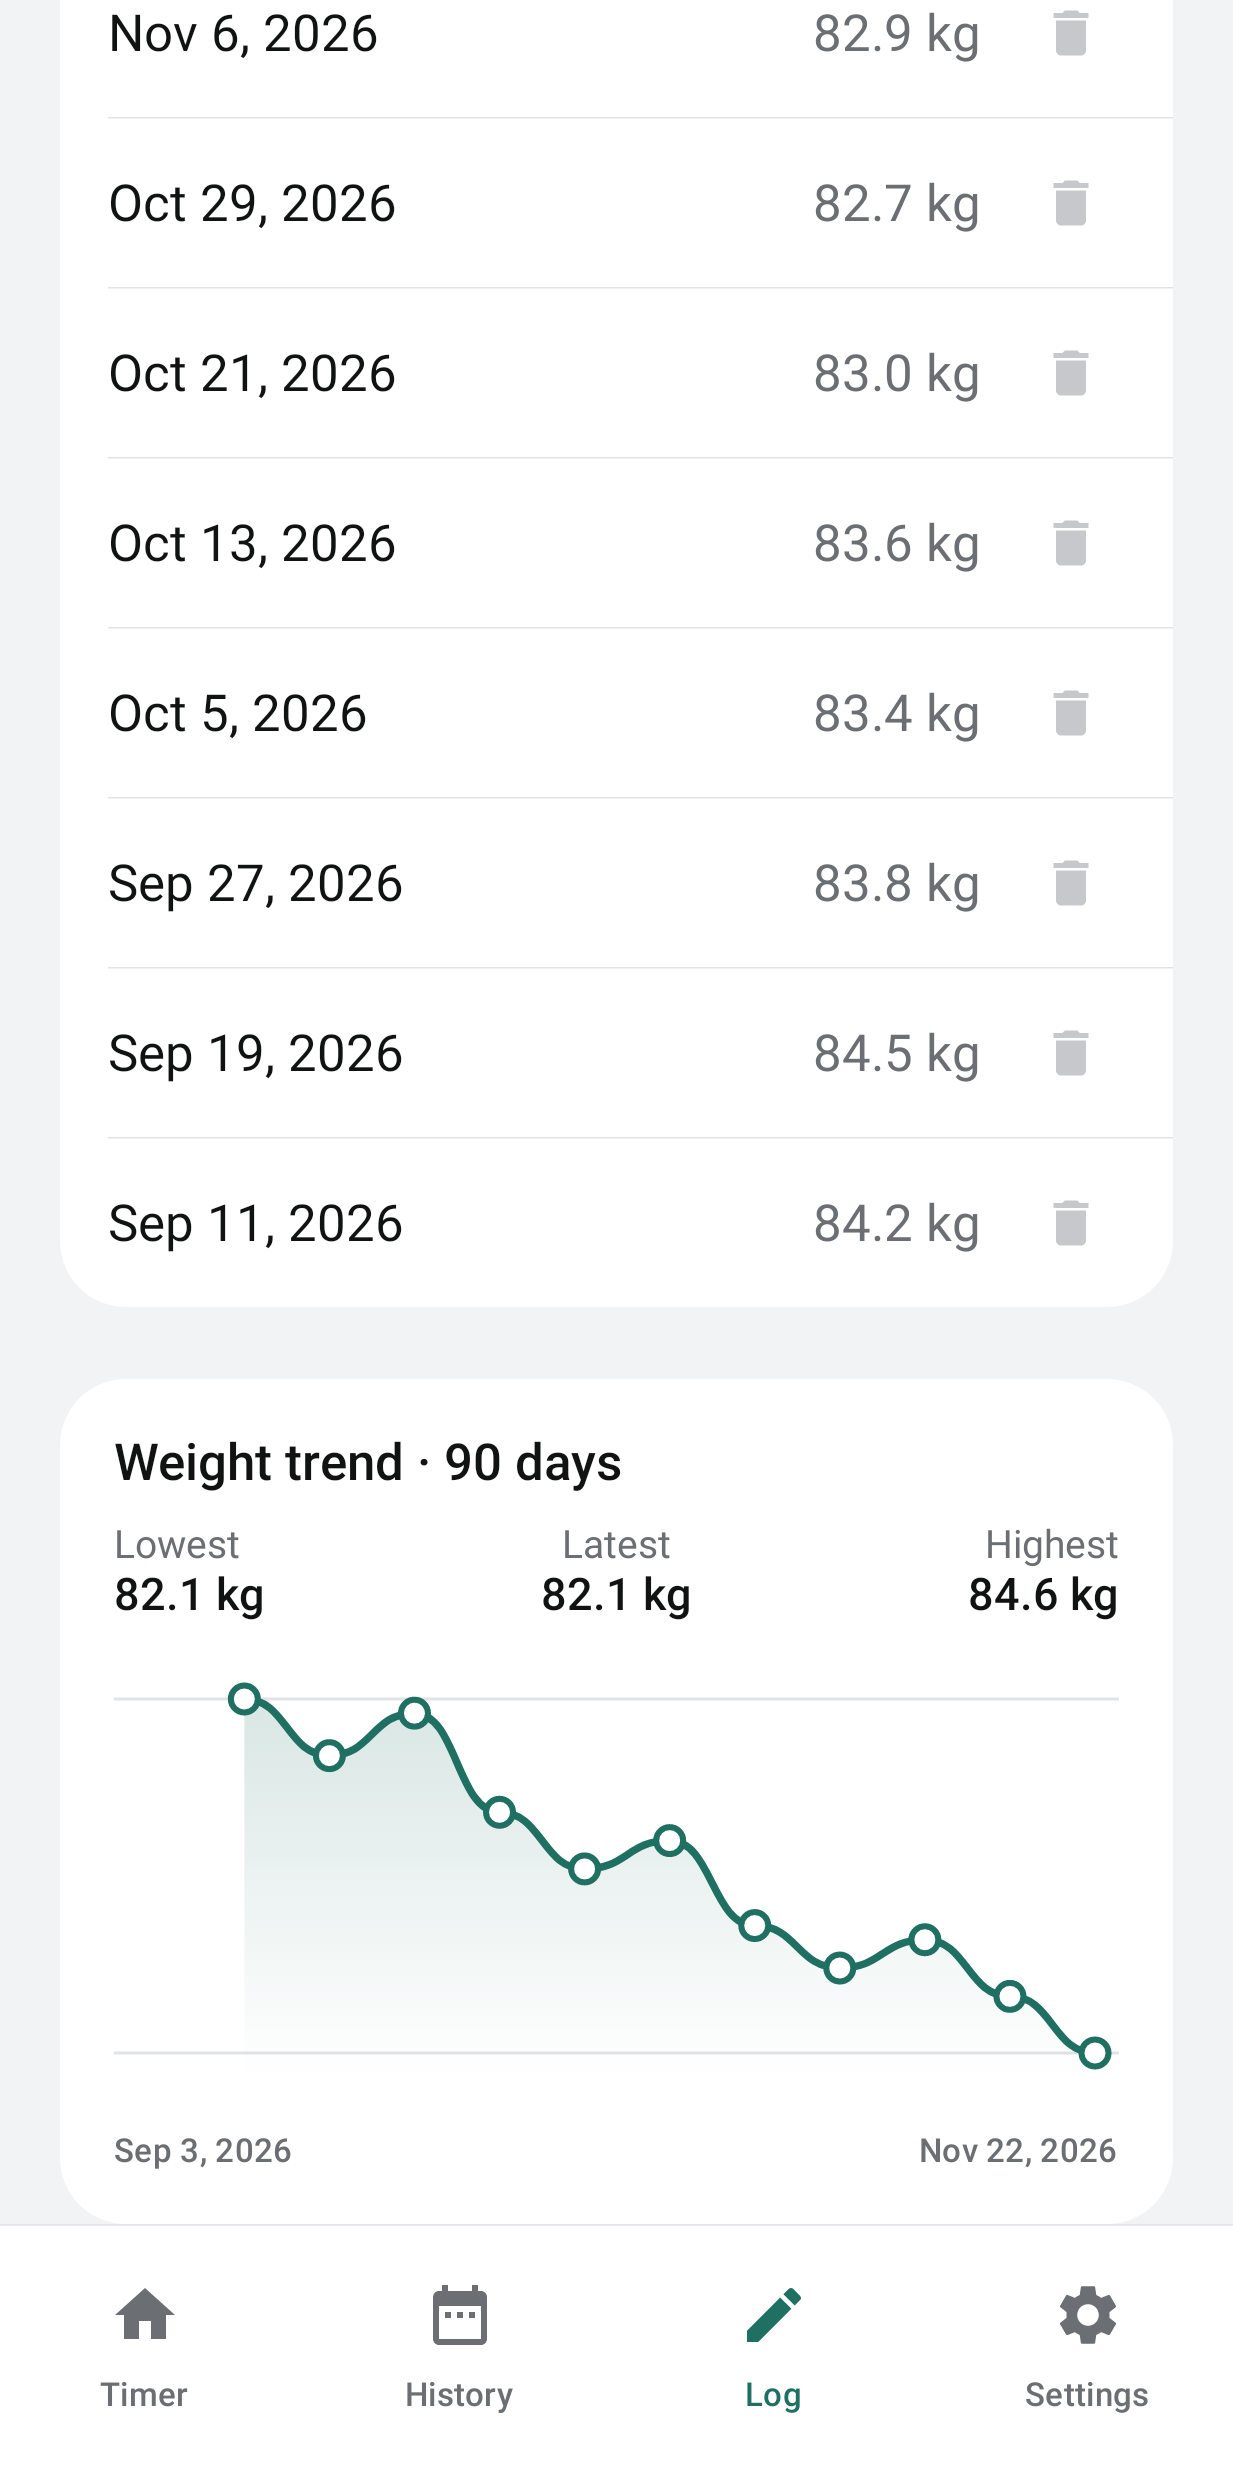 Nov 6, 2026 82.9 kg
Oct 29, 2026 82.7 kg
Oct 21, 2026 83.0 kg
Oct 13, 2026 83.6 kg
Oct 5, 2026 83.4 kg
Sep 27, 2026 83.8 kg
Sep 19, 2026 84.5 kg
Sep 11, 2026 84.2 kg
Weight trend · 90 days
Lowest Latest Highest
82.1 kg 82.1 kg 84.6 kg
Sep 3, 2026 Nov 22, 2026
Timer History Log Settings